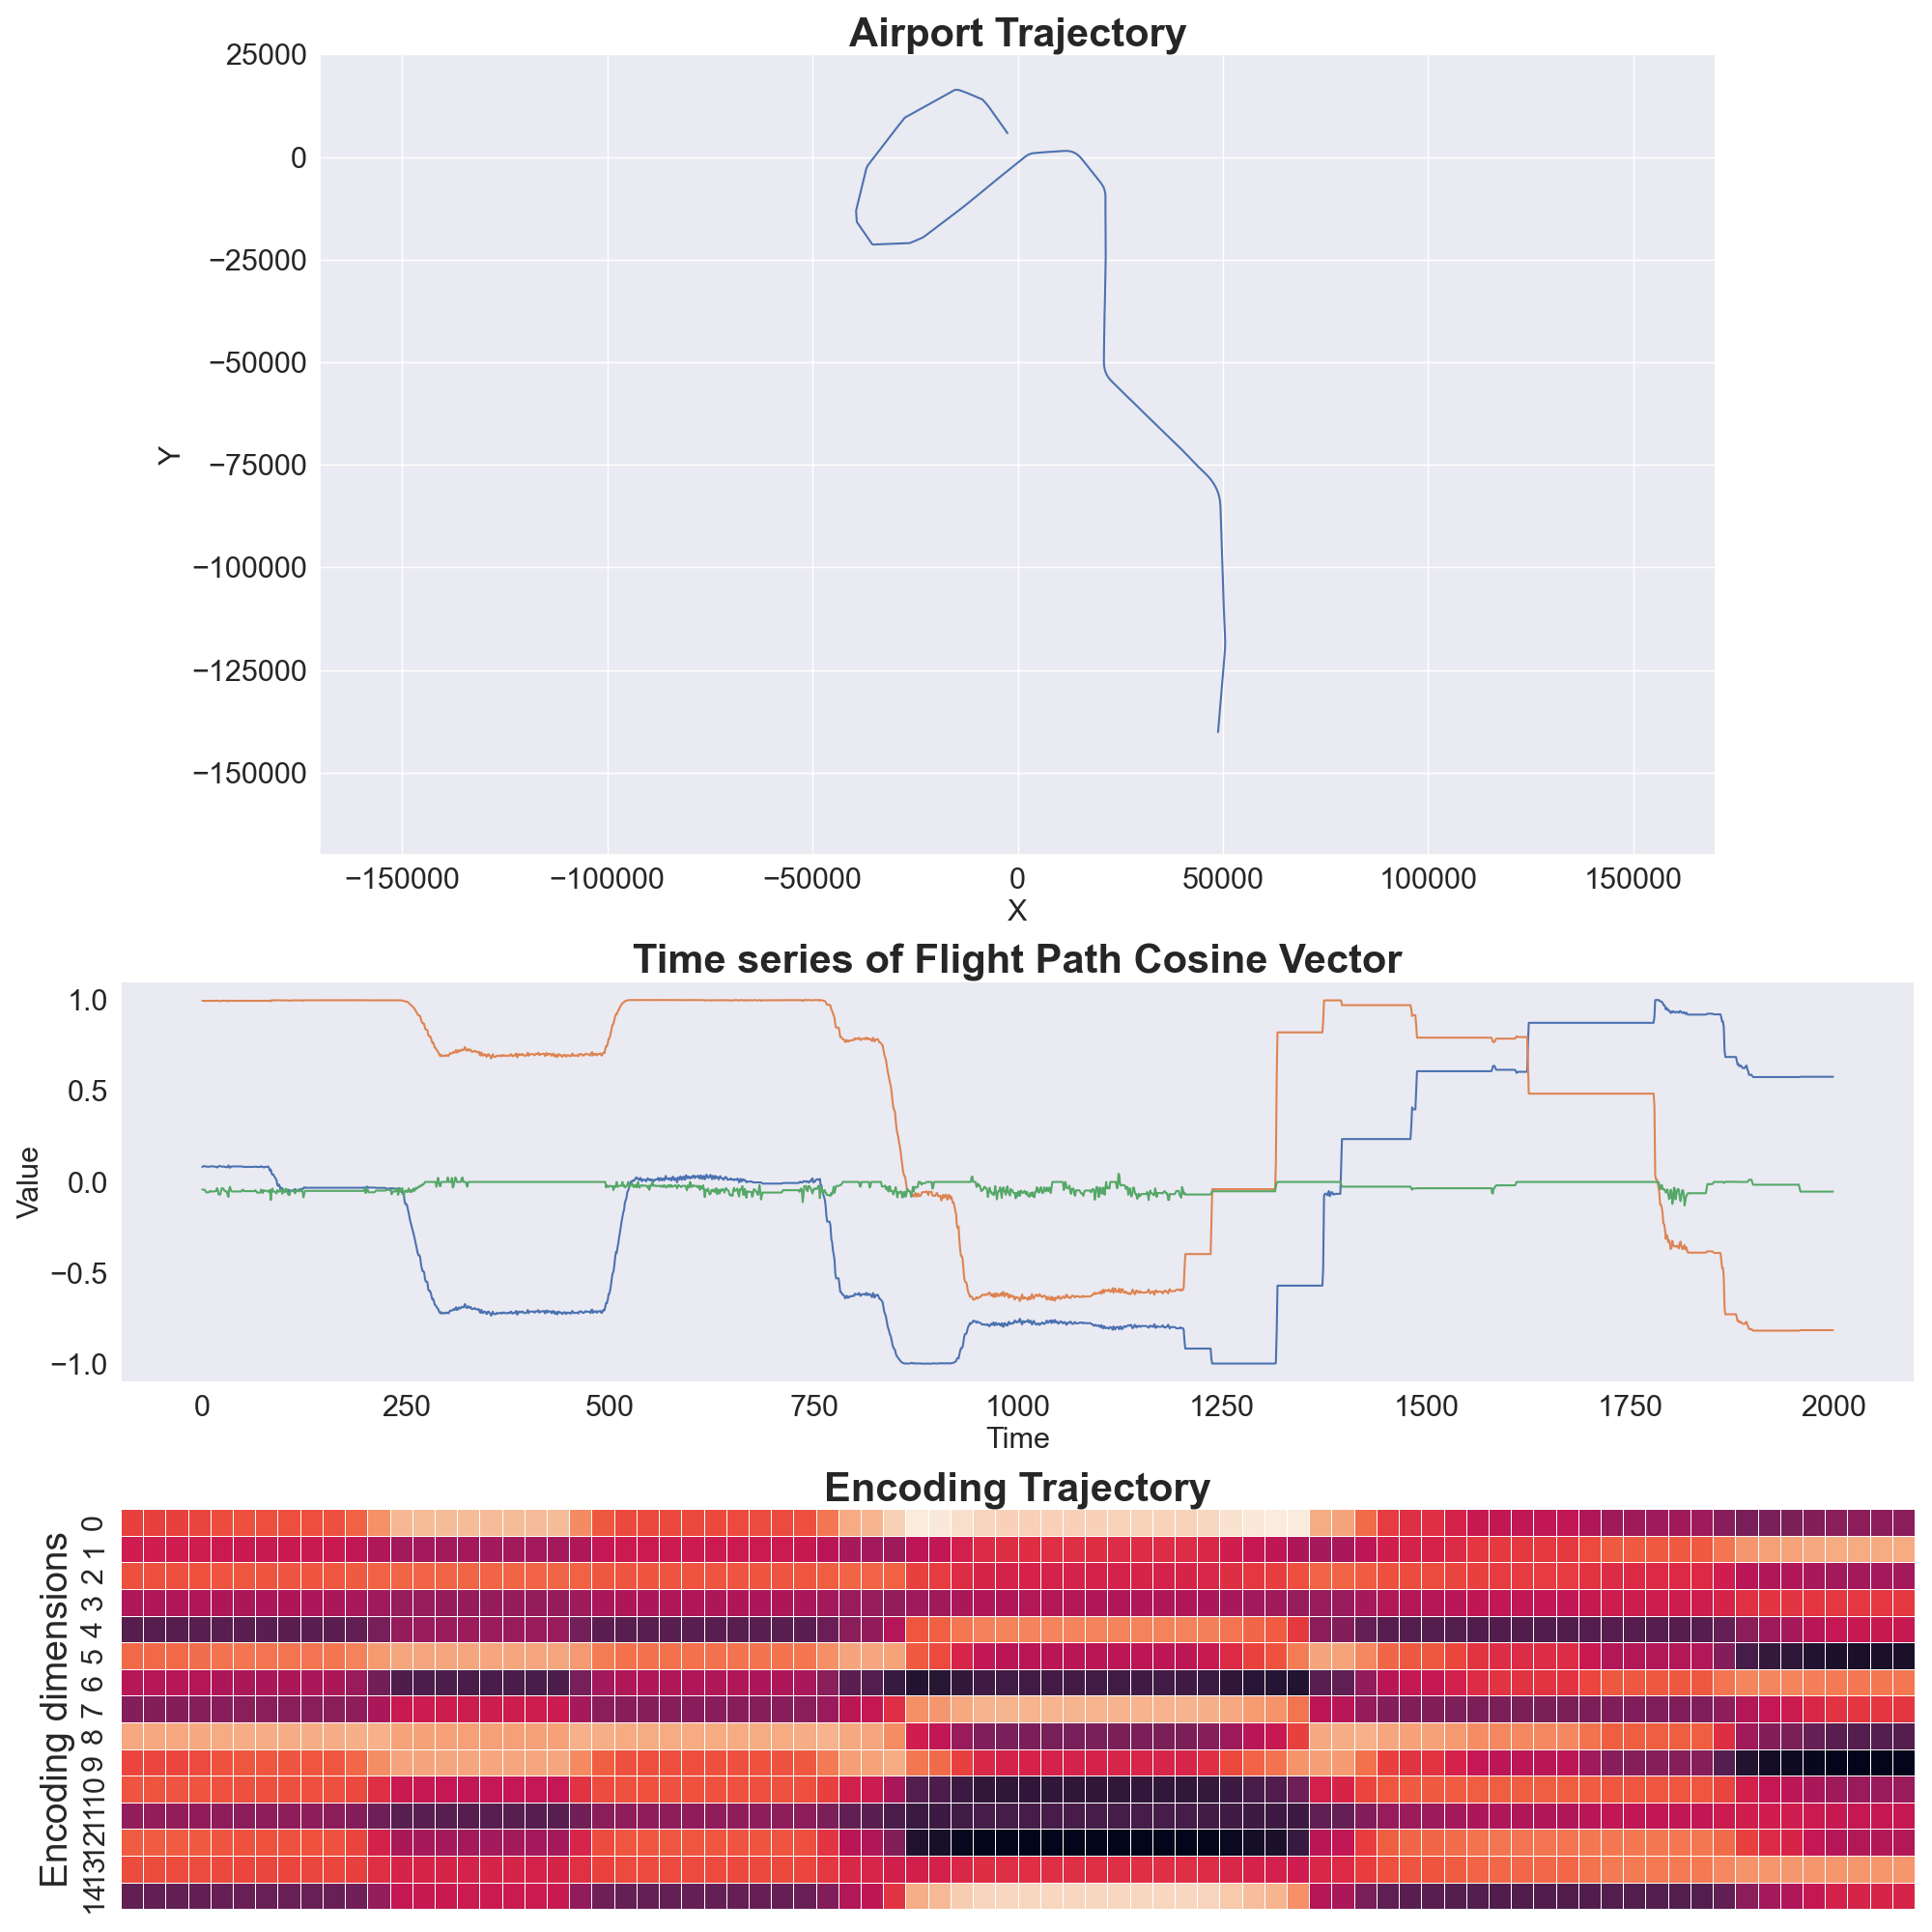 Airport Trajectory
25000
0
−25000
−50000
−75000
−100000
−125000
−150000
Y
−150000 −100000 −50000 0 50000 100000 150000
X
Time series of Flight Path Cosine Vector
1.0
0.5
0.0
−0.5
−1.0
Value
0 250 500 750 1000 1250 1500 1750 2000
Time
Encoding Trajectory
0
1
2
3
4
5
6
7
8
9
10
11
12
13
14
Encoding dimensions